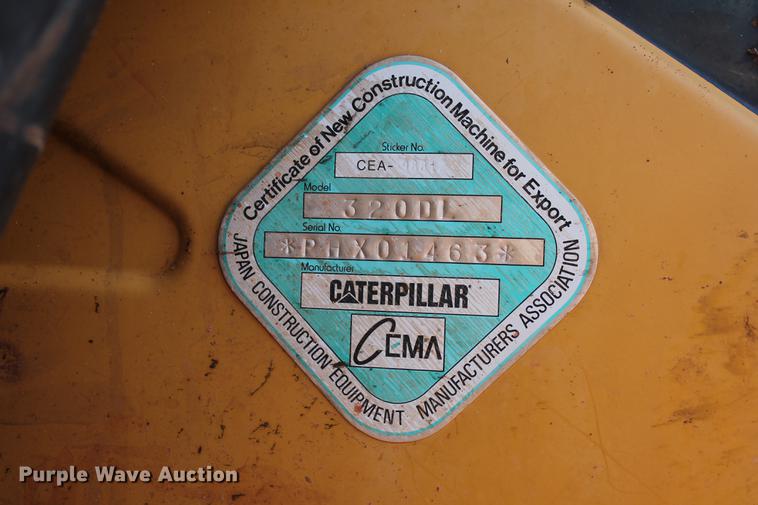 Certificate of New Construction Machine for Export
Sticker No.
CEA-
Model
320DL
Serial No.
Manufacturer
CATERPILLAR
CEMA
JAPAN CONSTRUCTION EQUIPMENT MANUFACTURERS ASSOCIATION
Purple Wave Auction